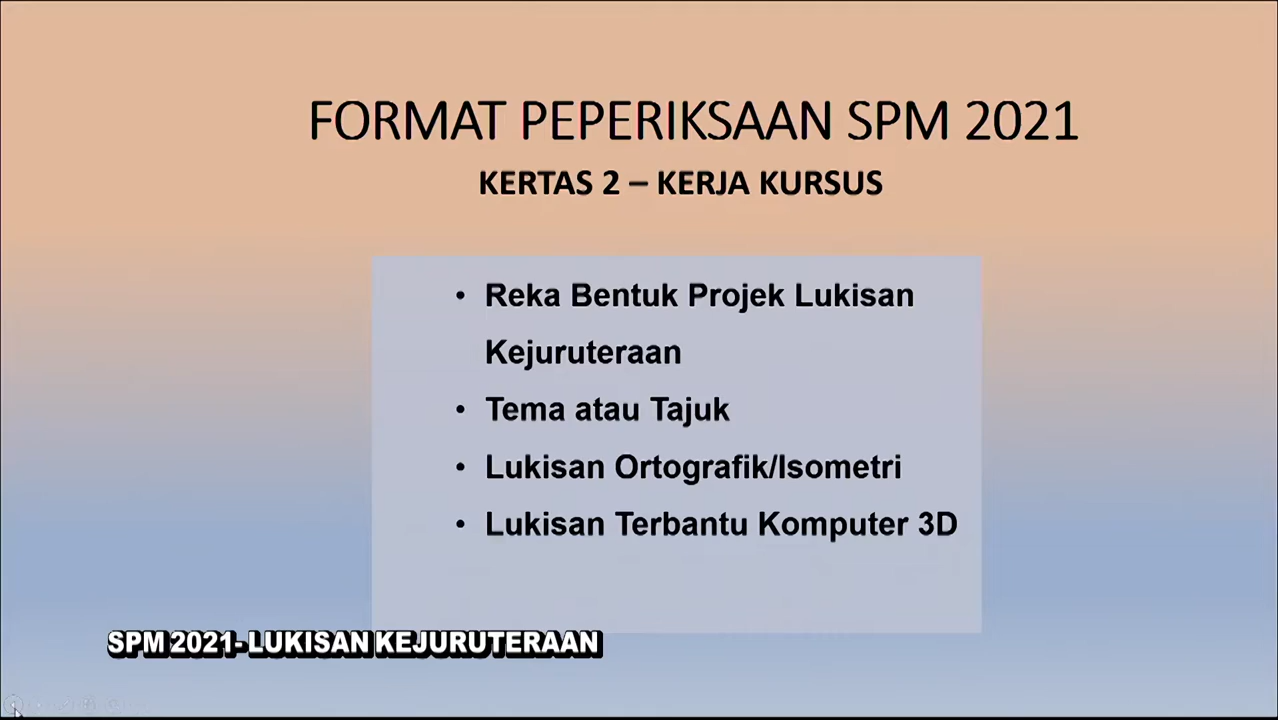 FORMAT PEPERIKSAAN SPM 2021
KERTAS 2 – KERJA KURSUS
• Reka Bentuk Projek Lukisan
Kejuruteraan
• Tema atau Tajuk
• Lukisan Ortografik/Isometri
• Lukisan Terbantu Komputer 3D
SPM 2021- LUKISAN KEJURUTERAAN